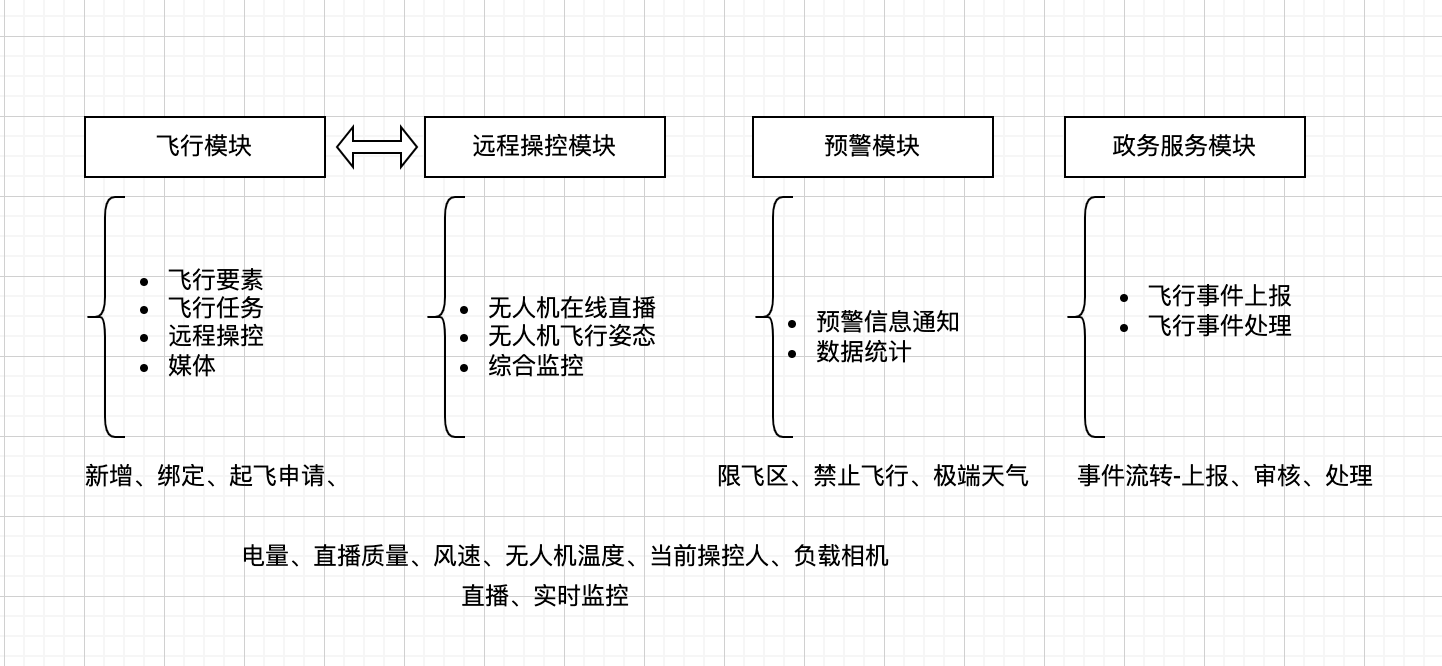 飞行模块
远程操控模块
预警模块
政务服务模块
飞行要素
飞行任务
远程操控
媒体
无人机在线直播
无人机飞行姿态
综合监控
预警信息通知
数据统计
飞行事件上报
飞行事件处理
新增、绑定、起飞申请、
限飞区、禁止飞行、极端天气
事件流转-上报、审核、处理
电量、直播质量、风速、无人机温度、当前操控人、负载相机
直播、实时监控